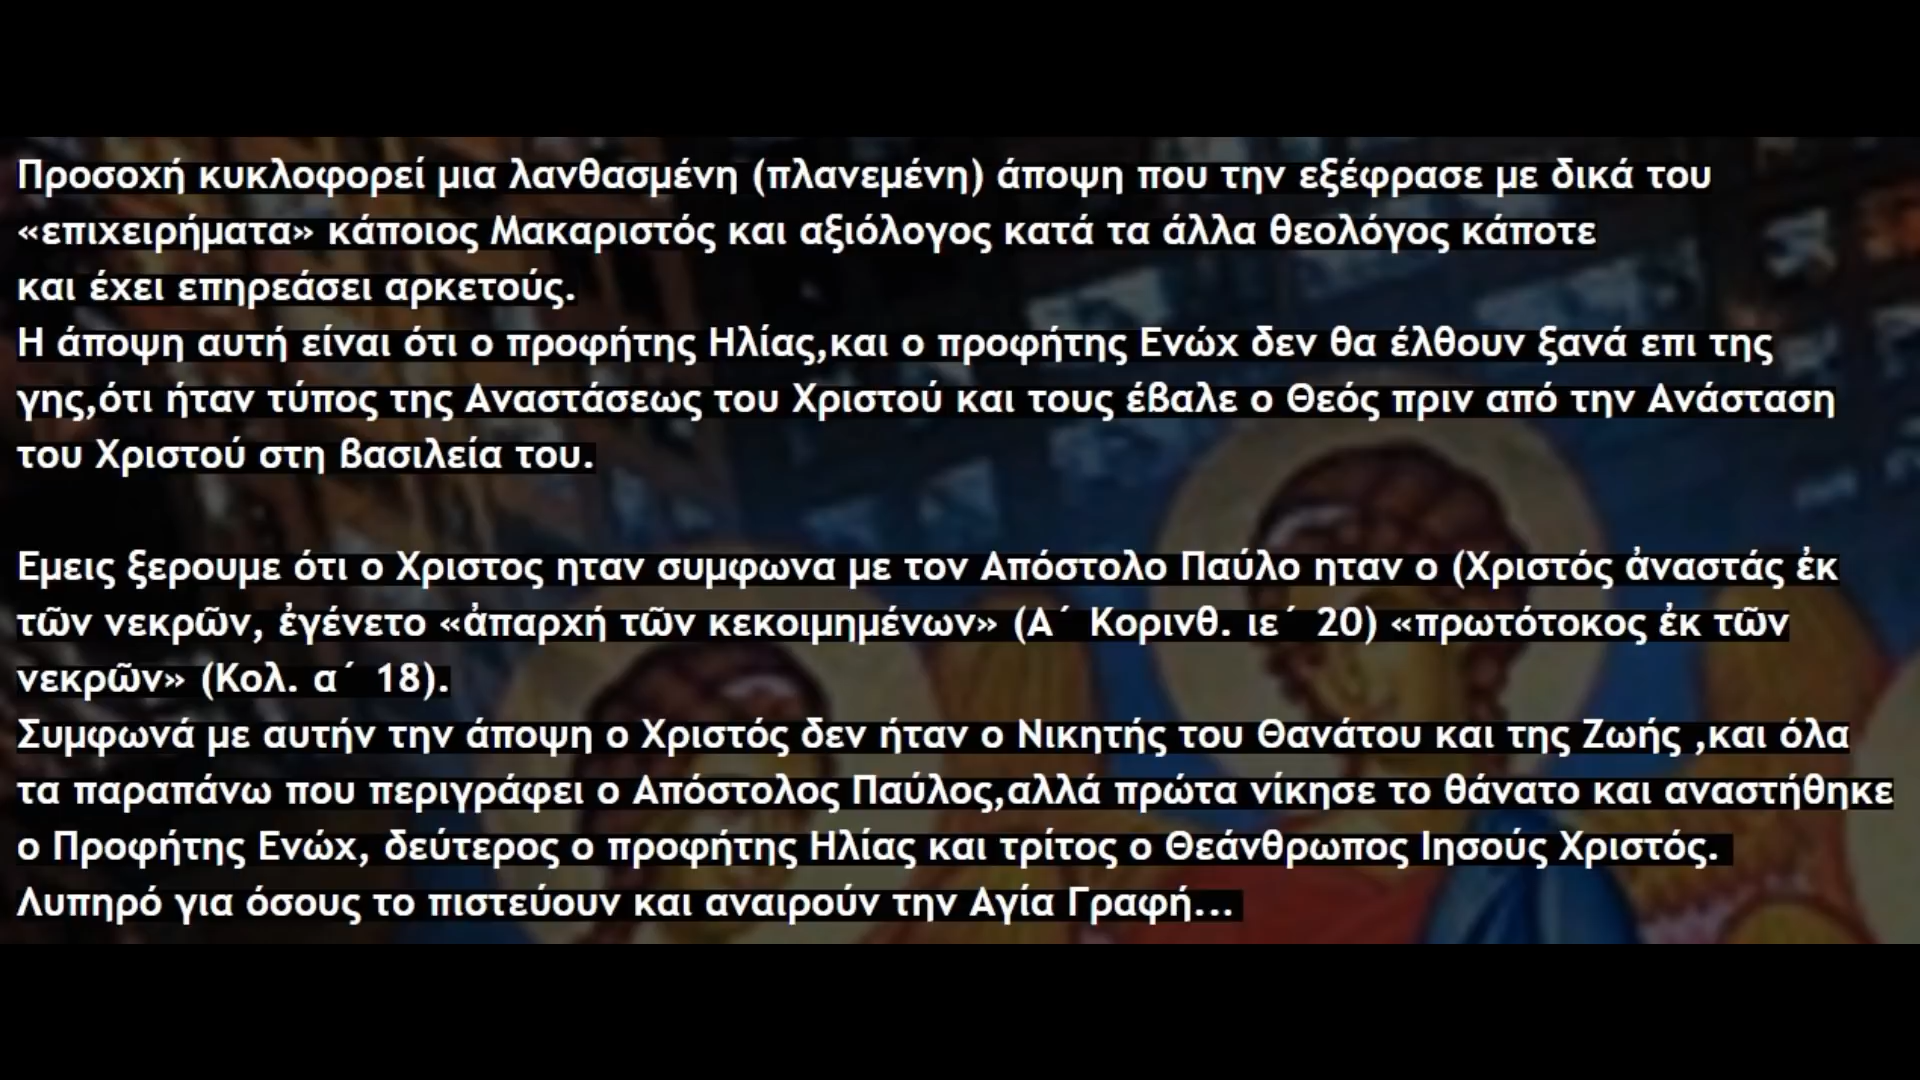 Προσοχή κυκλοφορεί μια λανθασμένη (πλανεμένη) άποψη που την εξέφρασε με δικά του
«επιχειρήματα» κάποιος Μακαριστός και αξιόλογος κατά τα άλλα θεολόγος κάποτε
και έχει επηρεάσει αρκετούς.
Η άποψη αυτή είναι ότι ο προφήτης Ηλίας,και ο προφήτης Ενώχ δεν θα έλθουν ξανά επι της
γης,ότι ήταν τύπος της Αναστάσεως του Χριστού και τους έβαλε ο Θεός πριν από την Ανάσταση
του Χριστού στη βασιλεία του.
Εμεις ξερουμε ότι ο Χριστος ηταν συμφωνα με τον Απόστολο Παύλο ηταν ο (Χριστός ἀναστάς ἐκ
τῶν νεκρῶν, ἐγένετο «ἀπαρχή τῶν κεκοιμημένων» (Α΄ Κορινθ. ιε΄ 20) «πρωτότοκος ἐκ τῶν
νεκρῶν» (Κολ. α΄ 18).
Συμφωνά με αυτήν την άποψη ο Χριστός δεν ήταν ο Νικητής του Θανάτου και της Ζωής ,και όλα
τα παραπάνω που περιγράφει ο Απόστολος Παύλος,αλλά πρώτα νίκησε το θάνατο και αναστήθηκε
ο Προφήτης Ενώχ, δεύτερος ο προφήτης Ηλίας και τρίτος ο Θεάνθρωπος Ιησούς Χριστός.
Λυπηρό για όσους το πιστεύουν και αναιρούν την Αγία Γραφή...